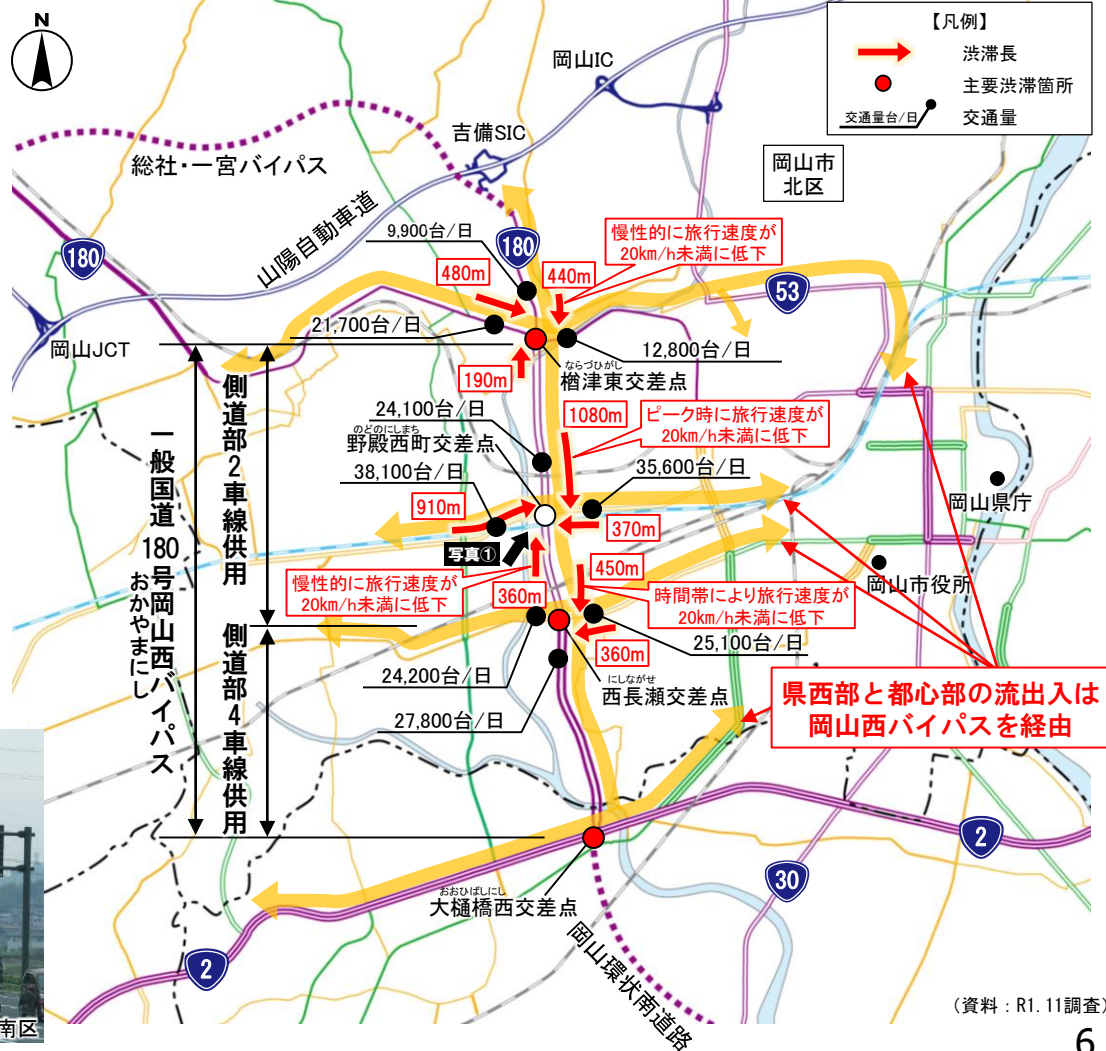 N
【凡例】
渋滞長
主要渋滞箇所
交通量台/日
交通量
岡山IC
吉備SIC
総社・一宮バイパス
岡山市
北区
山陽自動車道
180
180
53
9,900台/日
慢性的に旅行速度が
20km/h未満に低下
480m
440m
21,700台/日
12,800台/日
岡山JCT
190m
ならづひがし
楢津東交差点
24,100台/日
1080m
ピーク時に旅行速度が
20km/h未満に低下
のどのにしまち
野殿西町交差点
38,100台/日
35,600台/日
910m
370m
岡山県庁
写真①
450m
岡山市役所
慢性的に旅行速度が
20km/h未満に低下
360m
時間帯により旅行速度が
20km/h未満に低下
25,100台/日
360m
24,200台/日
にしながせ
西長瀬交差点
27,800台/日
県西部と都心部の流出入は
岡山西バイパスを経由
一般国道180号岡山西バイパス
おかやまにし
側道部2車線供用
側道部4車線供用
2
30
おおひばしにし
大樋橋西交差点
2
岡山環状南道路
南区
(資料:R1.11調査)
6